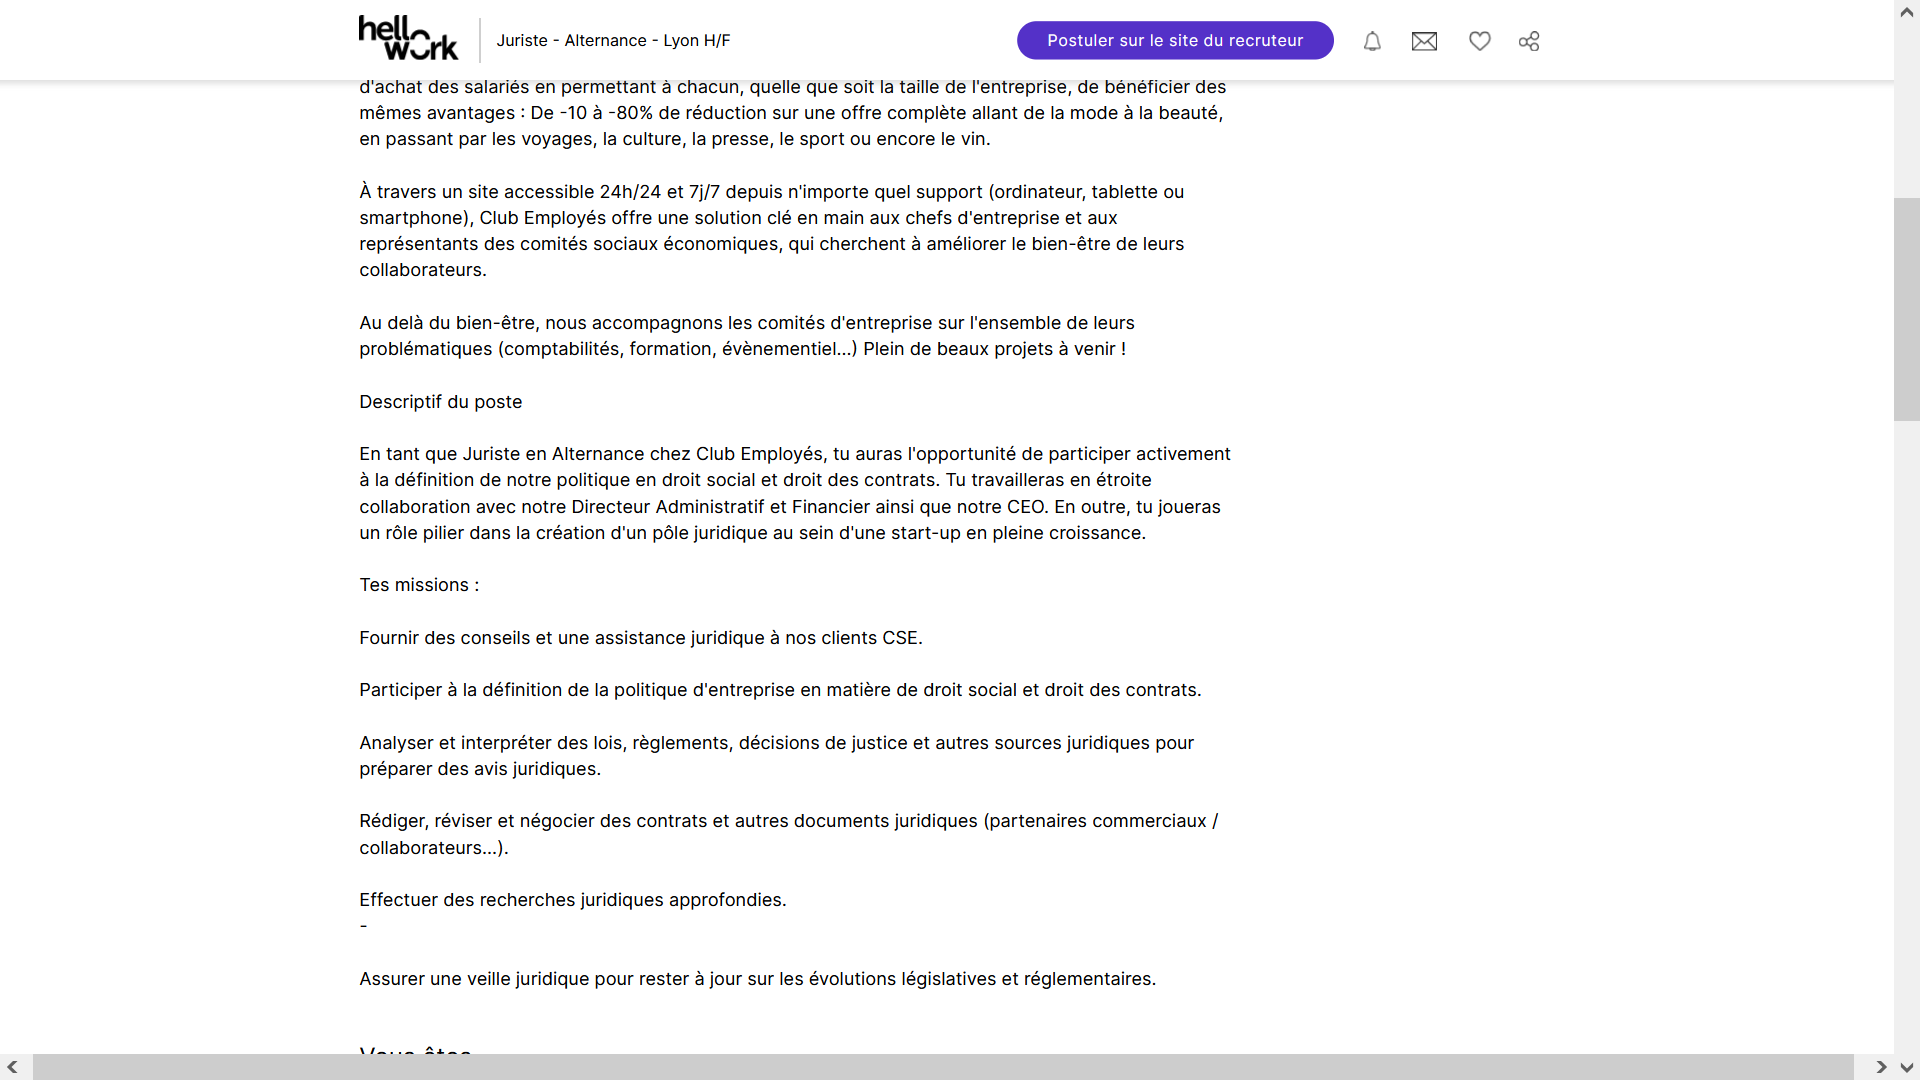 hellowork
Juriste - Alternance - Lyon H/F
Postuler sur le site du recruteur
d'achat des salariés en permettant à chacun, quelle que soit la taille de l'entreprise, de bénéficier des
mêmes avantages : De -10 à -80% de réduction sur une offre complète allant de la mode à la beauté,
en passant par les voyages, la culture, la presse, le sport ou encore le vin.
À travers un site accessible 24h/24 et 7j/7 depuis n'importe quel support (ordinateur, tablette ou
smartphone), Club Employés offre une solution clé en main aux chefs d'entreprise et aux
représentants des comités sociaux économiques, qui cherchent à améliorer le bien-être de leurs
collaborateurs.
Au delà du bien-être, nous accompagnons les comités d'entreprise sur l'ensemble de leurs
problématiques (comptabilités, formation, évènementiel...) Plein de beaux projets à venir !
Descriptif du poste
En tant que Juriste en Alternance chez Club Employés, tu auras l'opportunité de participer activement
à la définition de notre politique en droit social et droit des contrats. Tu travailleras en étroite
collaboration avec notre Directeur Administratif et Financier ainsi que notre CEO. En outre, tu joueras
un rôle pilier dans la création d'un pôle juridique au sein d'une start-up en pleine croissance.
Tes missions :
Fournir des conseils et une assistance juridique à nos clients CSE.
Participer à la définition de la politique d'entreprise en matière de droit social et droit des contrats.
Analyser et interpréter des lois, règlements, décisions de justice et autres sources juridiques pour
préparer des avis juridiques.
Rédiger, réviser et négocier des contrats et autres documents juridiques (partenaires commerciaux /
collaborateurs...).
Effectuer des recherches juridiques approfondies.
-
Assurer une veille juridique pour rester à jour sur les évolutions législatives et réglementaires.
Vous êtes